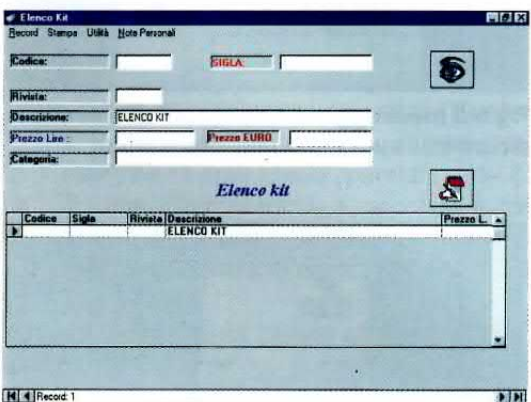 Elenco Kit
Record Stampa Utilità Note Personali
Codice: SIGLA:
Rivista:
Descrizione: ELENCO KIT
Prezzo Lire : Prezzo EURO
Categoria:
Elenco kit
Codice Sigla Rivista Descrizione Prezzo L.
ELENCO KIT
Record: 1